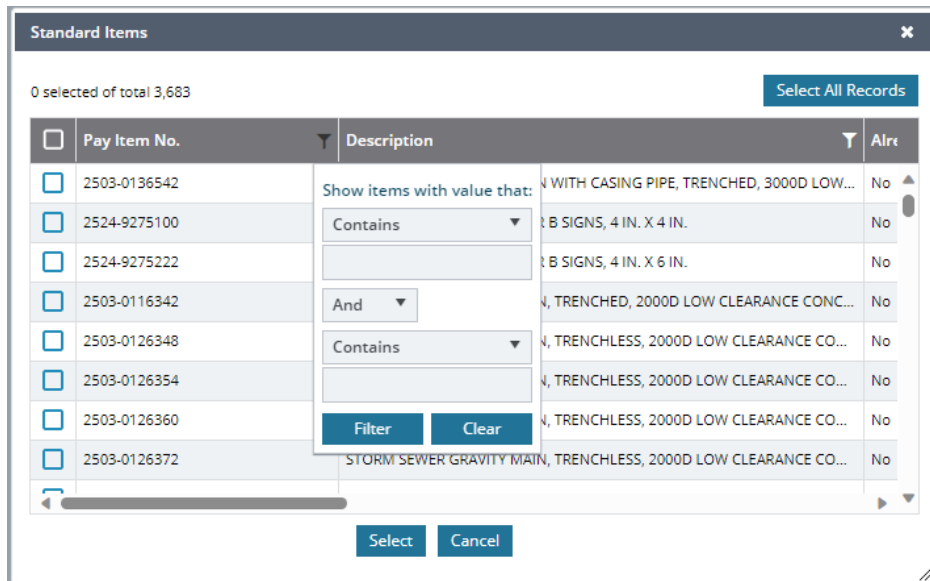 Standard Items
0 selected of total 3,683
Select All Records
Pay Item No. Description Alre
2503-0136542 N WITH CASING PIPE, TRENCHED, 3000D LOW... No
Show items with value that:
2524-9275100 R B SIGNS, 4 IN. X 4 IN. No
Contains
2524-9275222 R B SIGNS, 4 IN. X 6 IN. No
2503-0116342 N, TRENCHED, 2000D LOW CLEARANCE CONC... No
And
2503-0126348 N, TRENCHLESS, 2000D LOW CLEARANCE CO... No
Contains
2503-0126354 N, TRENCHLESS, 2000D LOW CLEARANCE CO... No
2503-0126360 N, TRENCHLESS, 2000D LOW CLEARANCE CO... No
Filter Clear
2503-0126372 STORM SEWER GRAVITY MAIN, TRENCHLESS, 2000D LOW CLEARANCE CO... No
Select Cancel